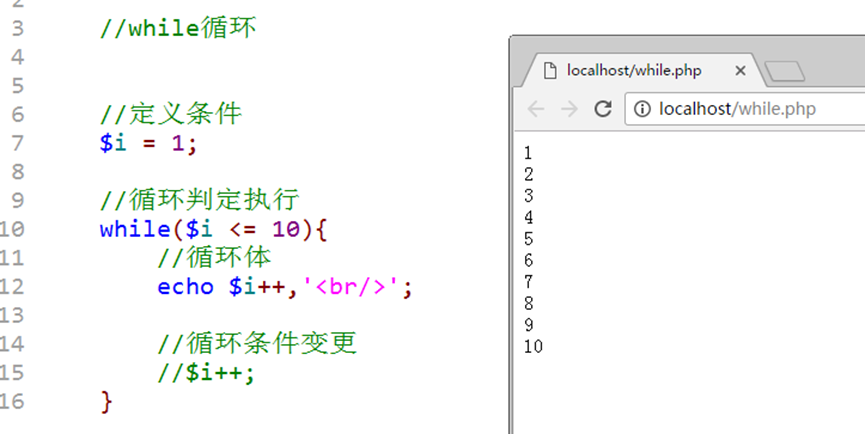 2
3 //while循环
4
5
6 //定义条件
7 $i = 1;
8
9 //循环判定执行
10 while($i <= 10){
11 //循环体
12 echo $i++,'<br/>';
13
14 //循环条件变更
15 //$i++;
16 }
localhost/while.php
localhost/while.php
1
2
3
4
5
6
7
8
9
10